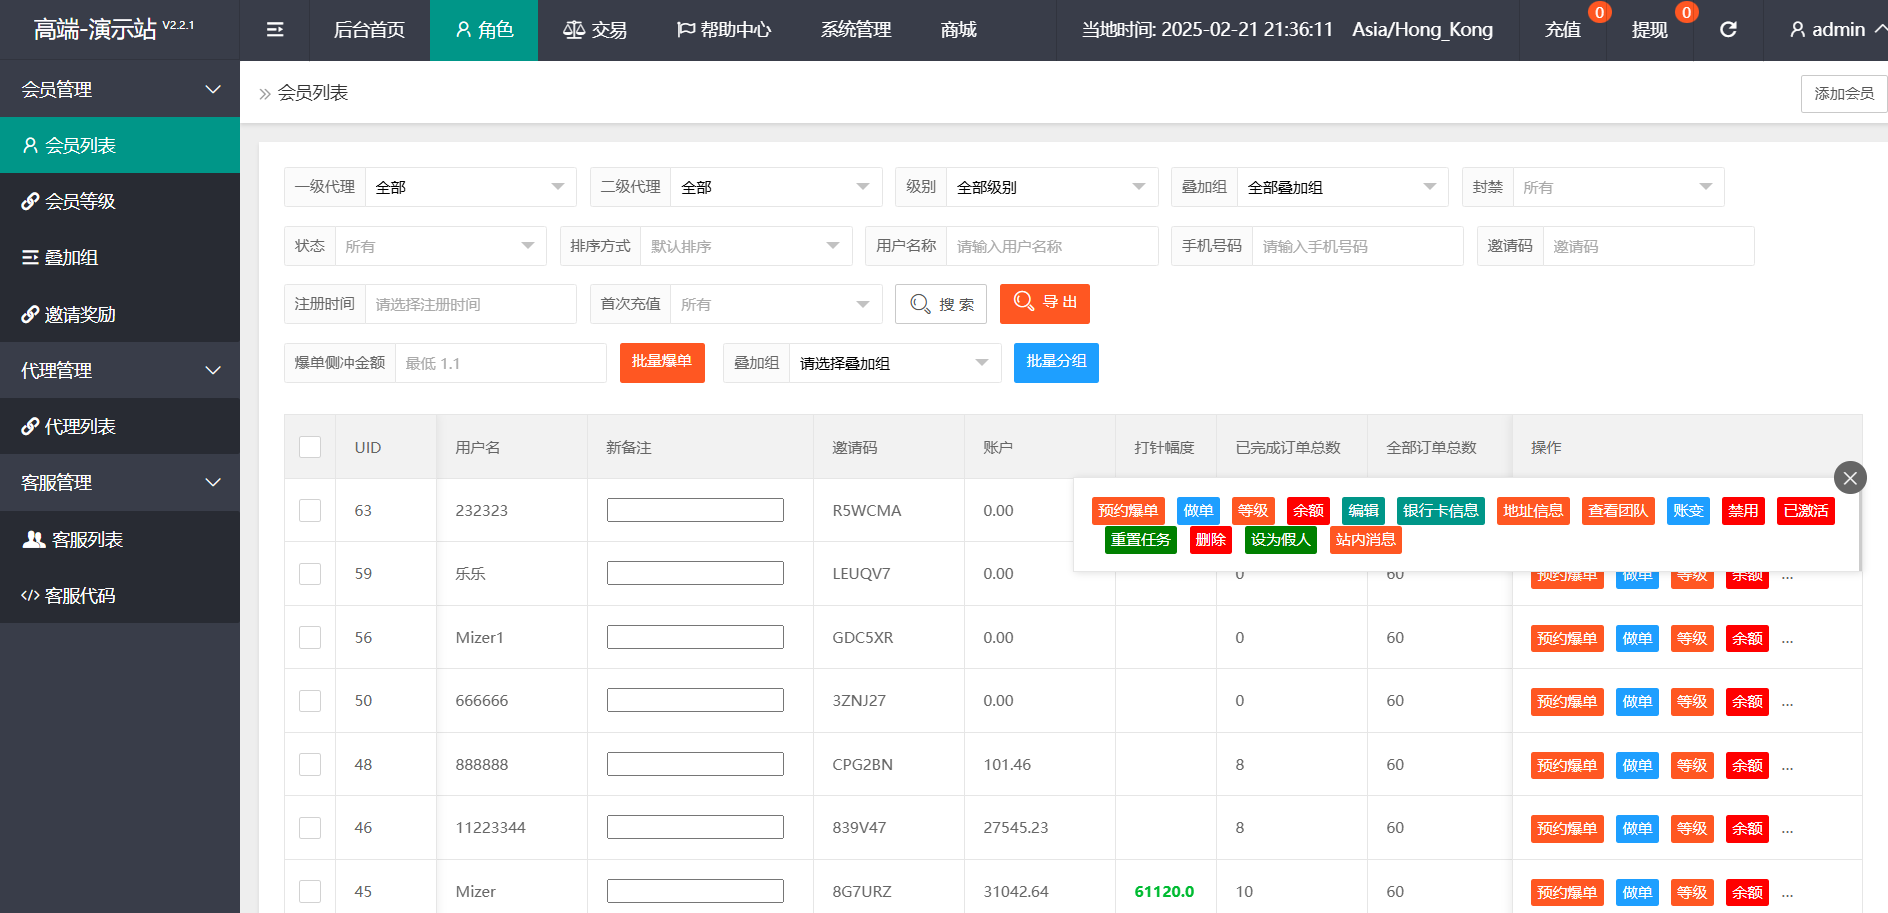 高端-演示站 V2.2.1
后台首页
角色
交易
帮助中心
系统管理
商城
当地时间: 2025-02-21 21:36:11 Asia/Hong_Kong
充值 0
提现 0
admin
会员管理
会员列表
会员等级
叠加组
邀请奖励
代理管理
代理列表
客服管理
客服列表
客服代码
会员列表
添加会员
一级代理 全部
二级代理 全部
级别 全部级别
叠加组 全部叠加组
封禁 所有
状态 所有
排序方式 默认排序
用户名称 请输入用户名称
手机号码 请输入手机号码
邀请码 邀请码
注册时间 请选择注册时间
首次充值 所有
搜 索
导 出
爆单侧冲金额 最低 1.1
批量爆单
叠加组 请选择叠加组
批量分组
UID 用户名 新备注 邀请码 账户 打针幅度 已完成订单总数 全部订单总数 操作
63 232323 R5WCMA 0.00
预约爆单 做单 等级 余额 编辑 银行卡信息 地址信息 查看团队 账变 禁用 已激活
重置任务 删除 设为假人 站内消息
59 乐乐 LEUQV7 0.00 0 60 预约爆单 做单 等级 余额 ...
56 Mizer1 GDC5XR 0.00 0 60 预约爆单 做单 等级 余额 ...
50 666666 3ZNJ27 0.00 0 60 预约爆单 做单 等级 余额 ...
48 888888 CPG2BN 101.46 8 60 预约爆单 做单 等级 余额 ...
46 11223344 839V47 27545.23 8 60 预约爆单 做单 等级 余额 ...
45 Mizer 8G7URZ 31042.64 61120.0 10 60 预约爆单 做单 等级 余额 ...